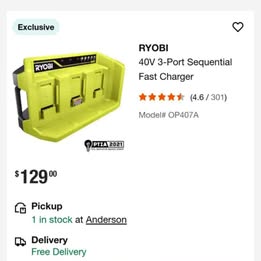 Exclusive
RYOBI
RYOBI
40V 3-Port Sequential
Fast Charger
(4.6 / 301)
Model# OP407A
$129.00
Pickup
1 in stock at Anderson
Delivery
Free Delivery